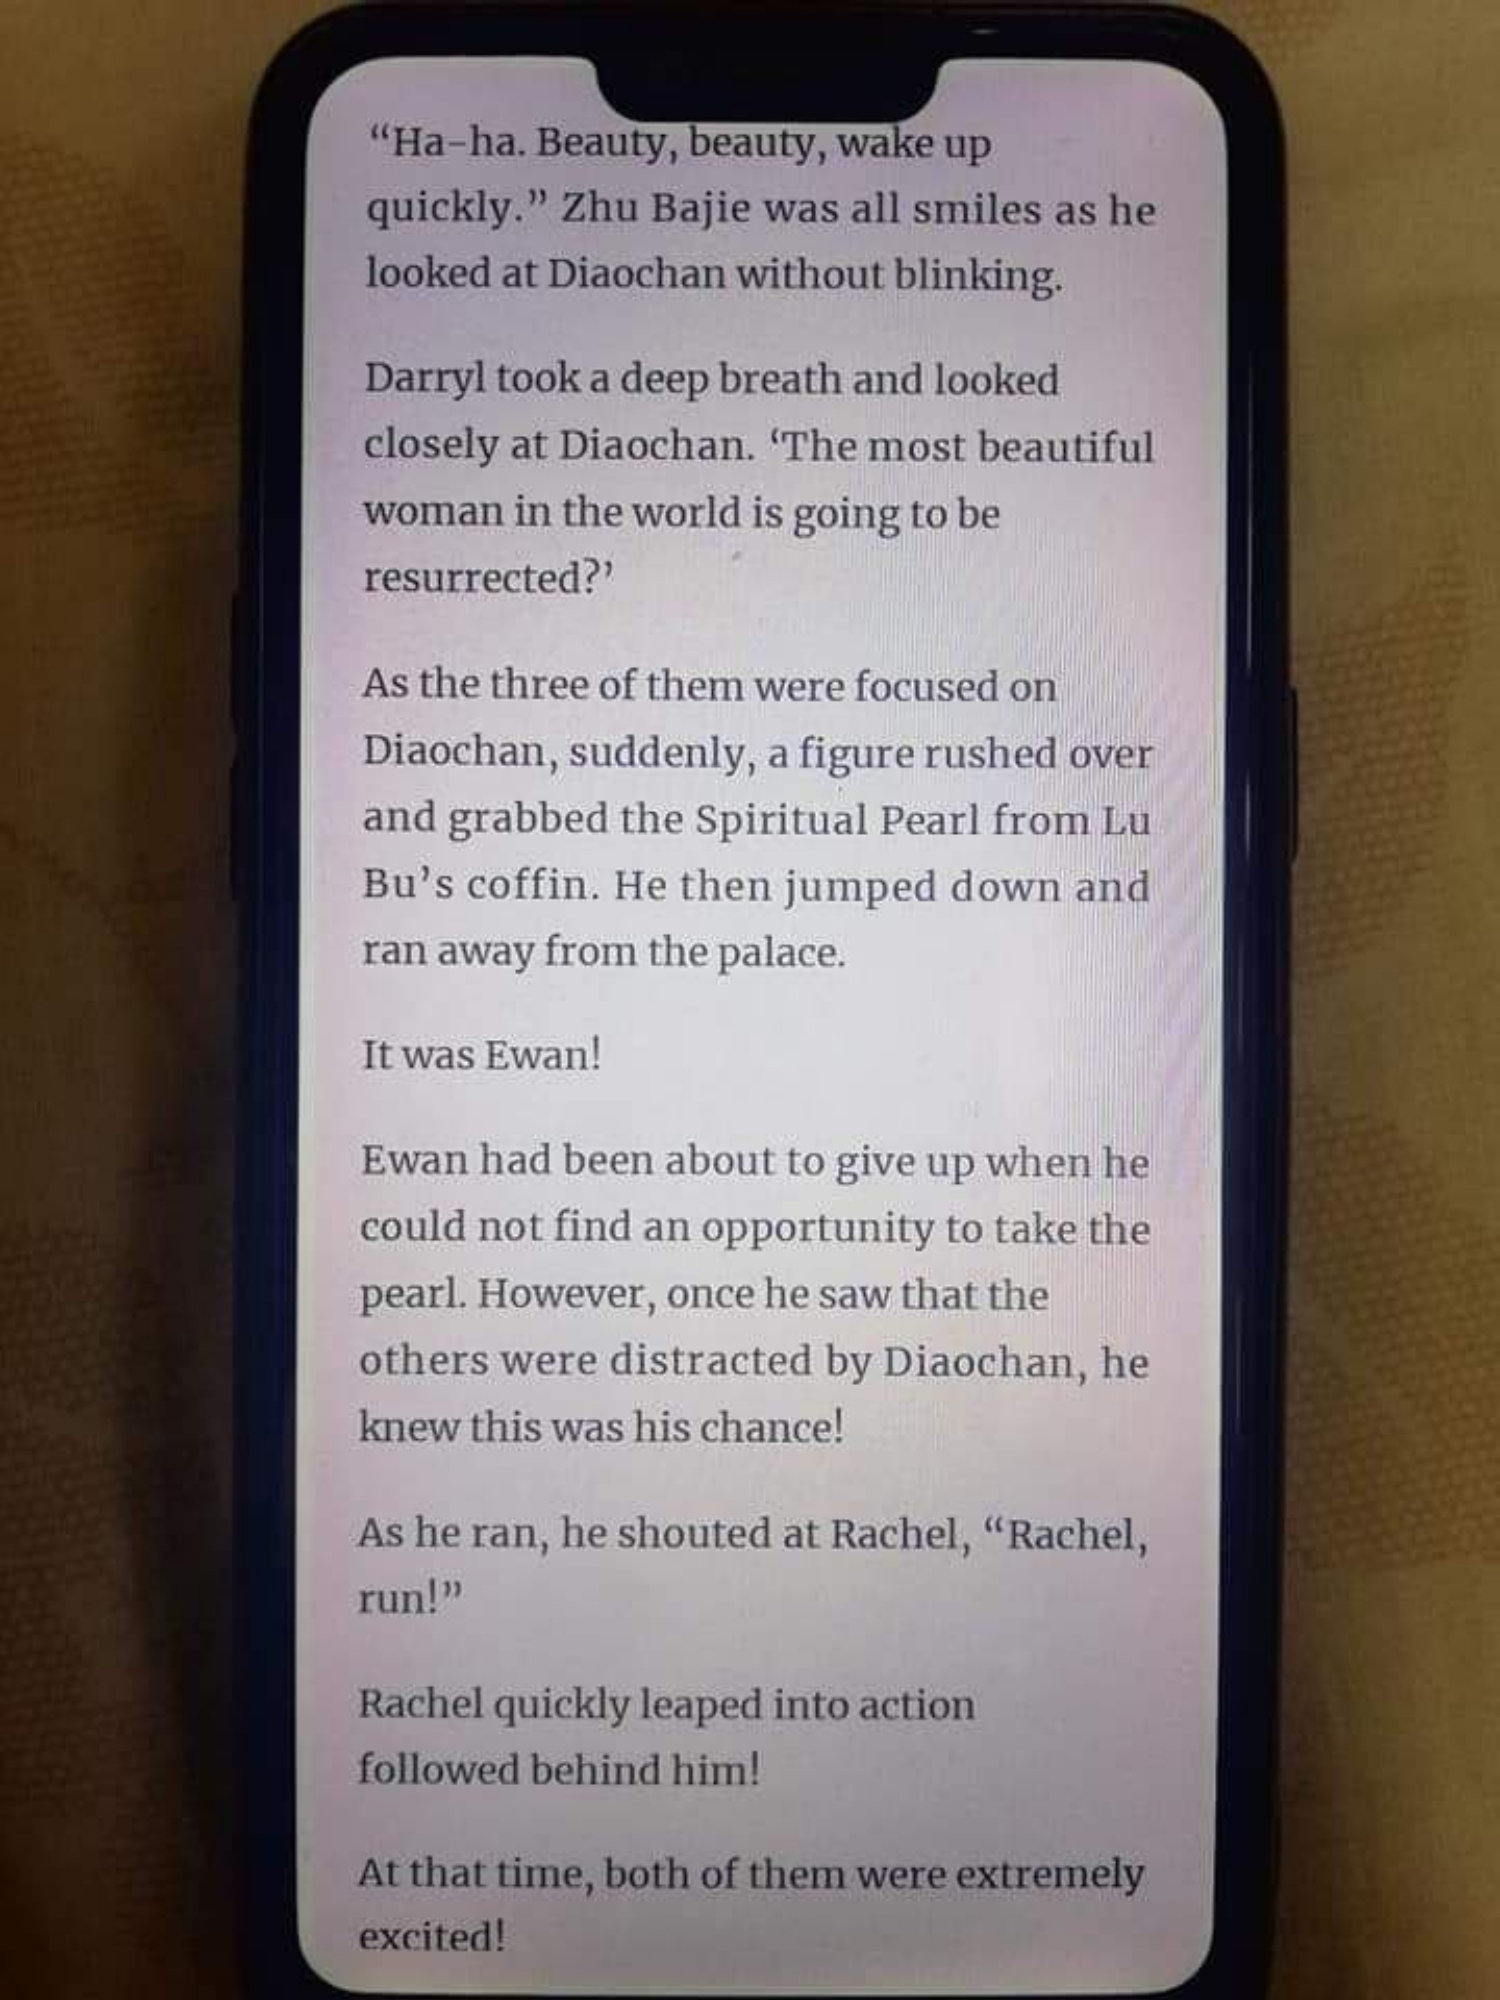 “Ha-ha. Beauty, beauty, wake up
quickly.” Zhu Bajie was all smiles as he
looked at Diaochan without blinking.
Darryl took a deep breath and looked
closely at Diaochan. ‘The most beautiful
woman in the world is going to be
resurrected?’
As the three of them were focused on
Diaochan, suddenly, a figure rushed over
and grabbed the Spiritual Pearl from Lu
Bu’s coffin. He then jumped down and
ran away from the palace.
It was Ewan!
Ewan had been about to give up when he
could not find an opportunity to take the
pearl. However, once he saw that the
others were distracted by Diaochan, he
knew this was his chance!
As he ran, he shouted at Rachel, “Rachel,
run!”
Rachel quickly leaped into action
followed behind him!
At that time, both of them were extremely
excited!